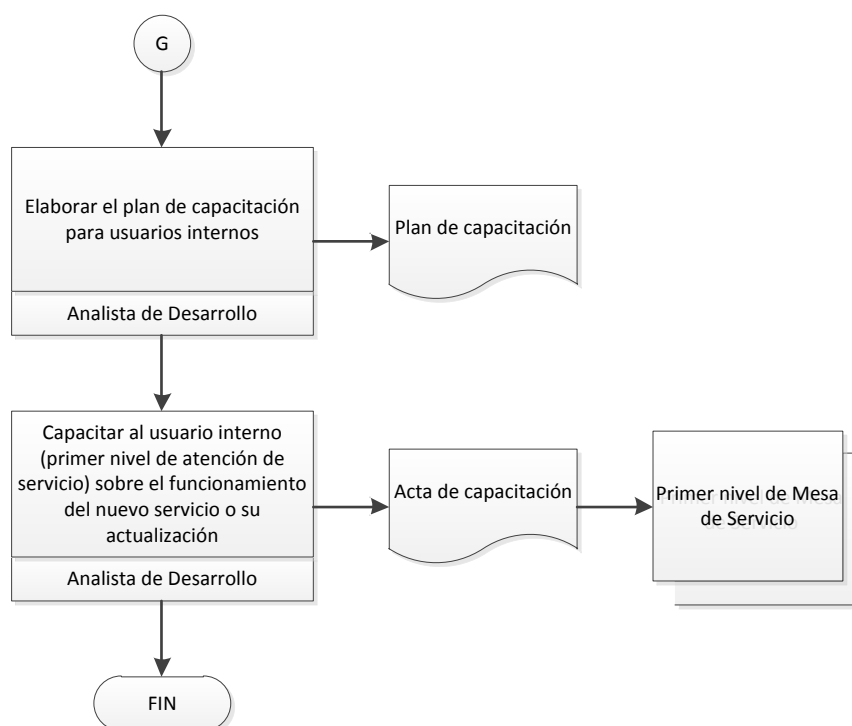 G
Elaborar el plan de capacitación
para usuarios internos
Analista de Desarrollo
Plan de capacitación
Capacitar al usuario interno
(primer nivel de atención de
servicio) sobre el funcionamiento
del nuevo servicio o su
actualización
Analista de Desarrollo
Acta de capacitación
Primer nivel de Mesa
de Servicio
FIN